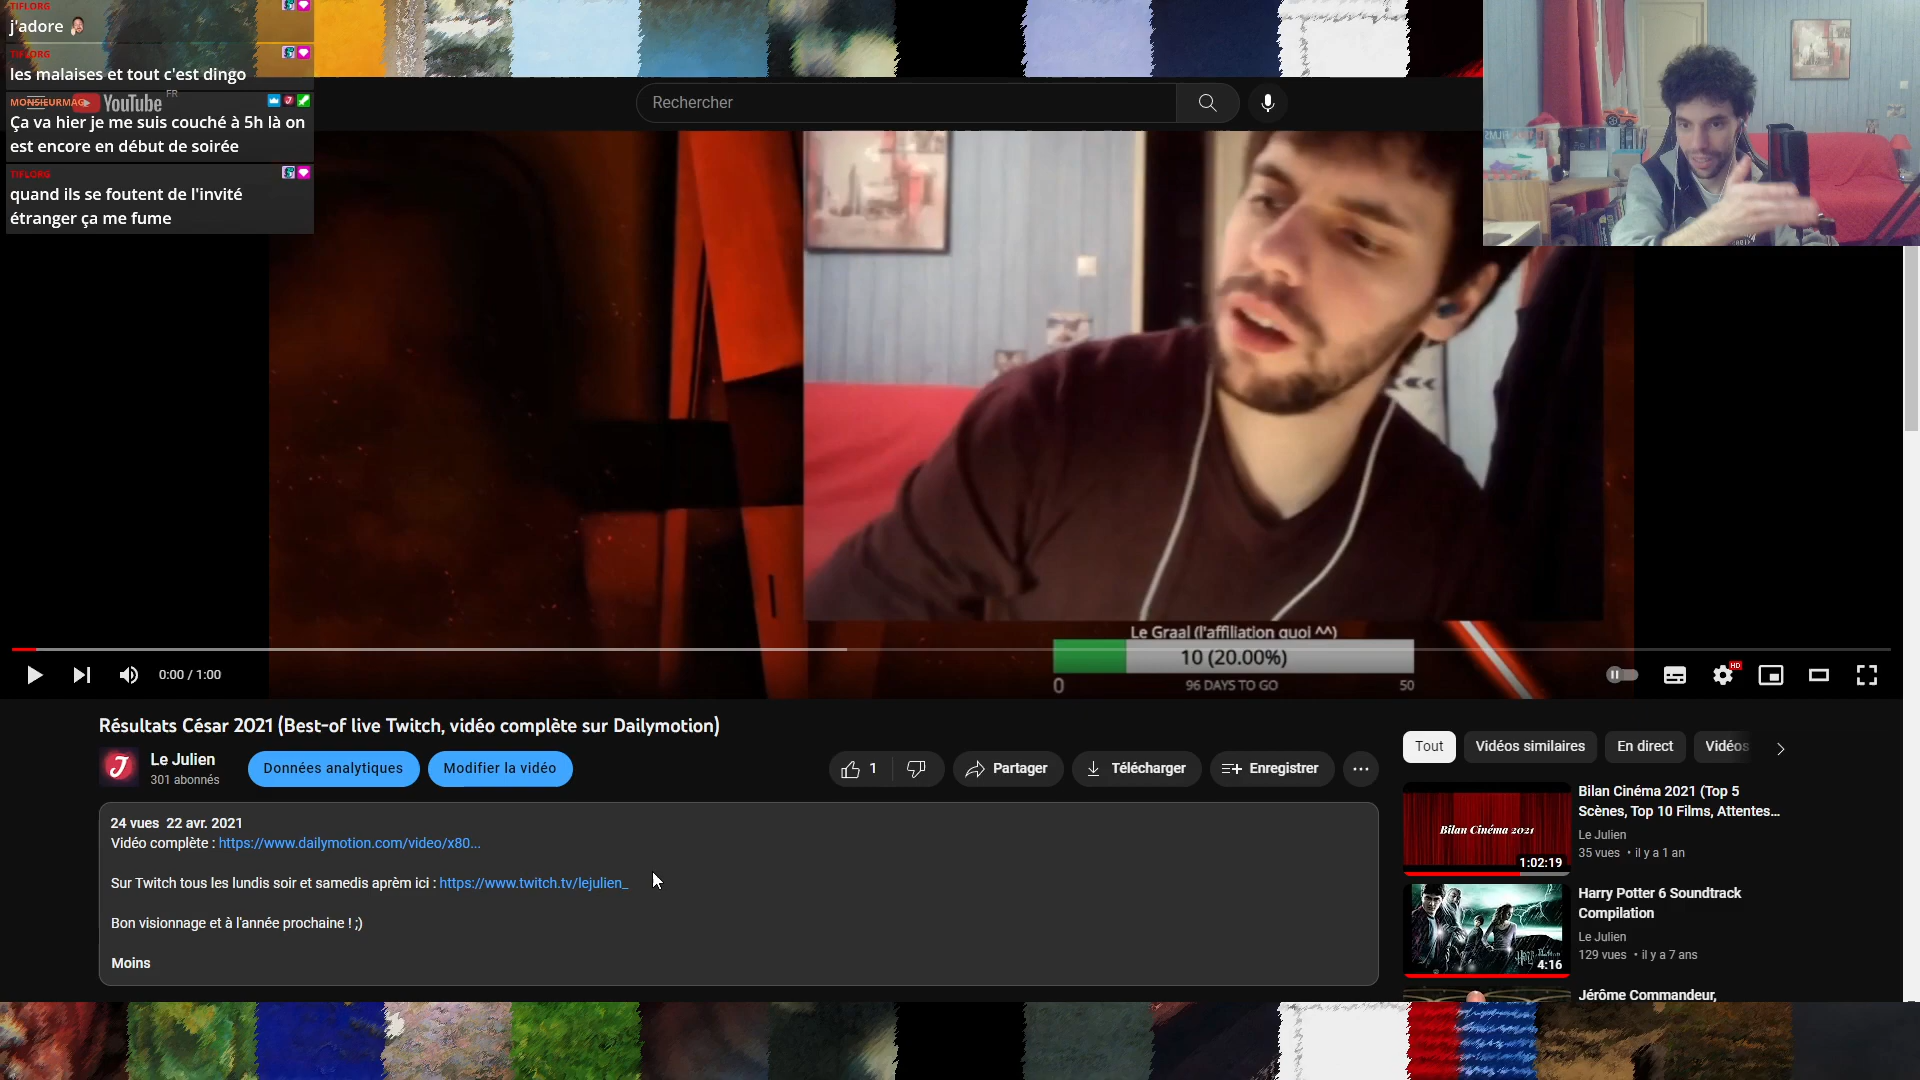 TIFLORG
j'adore
TIFLORG
les malaises et tout c'est dingo
MONSIEURMAC
Ça va hier je me suis couché à 5h là on
est encore en début de soirée
TIFLORG
quand ils se foutent de l'invité
étranger ça me fume
YouTube FR
Rechercher
Le Graal (l'affiliation quoi ^^)
10 (20.00%)
0 96 DAYS TO GO 50
0:00 / 1:00
HD
Résultats César 2021 (Best-of live Twitch, vidéo complète sur Dailymotion)
Le Julien
301 abonnés
Données analytiques
Modifier la vidéo
1
Partager
Télécharger
Enregistrer
24 vues 22 avr. 2021
Vidéo complète : https://www.dailymotion.com/video/x80...
Sur Twitch tous les lundis soir et samedis aprèm ici : https://www.twitch.tv/lejulien_
Bon visionnage et à l'année prochaine ! ;)
Moins
Tout
Vidéos similaires
En direct
Vidéos
Bilan Cinéma 2021
1:02:19
Bilan Cinéma 2021 (Top 5
Scènes, Top 10 Films, Attentes...
Le Julien
35 vues • il y a 1 an
4:16
Harry Potter 6 Soundtrack
Compilation
Le Julien
129 vues • il y a 7 ans
Jérôme Commandeur,